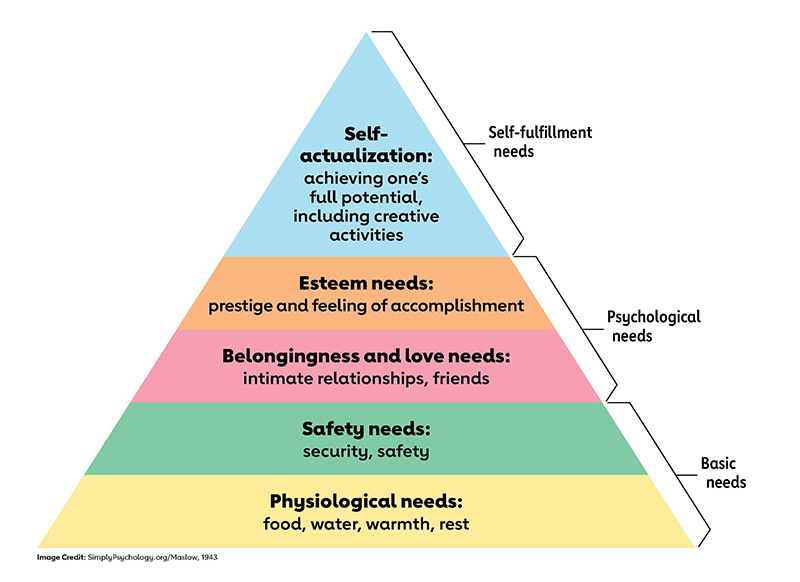 Self-
actualization:
achieving one's
full potential,
including creative
activities
Self-fulfillment
needs
Esteem needs:
prestige and feeling of accomplishment
Psychological
needs
Belongingness and love needs:
intimate relationships, friends
Safety needs:
security, safety
Basic
needs
Physiological needs:
food, water, warmth, rest
Image Credit: SimplyPsychology.org/Maslow, 1943